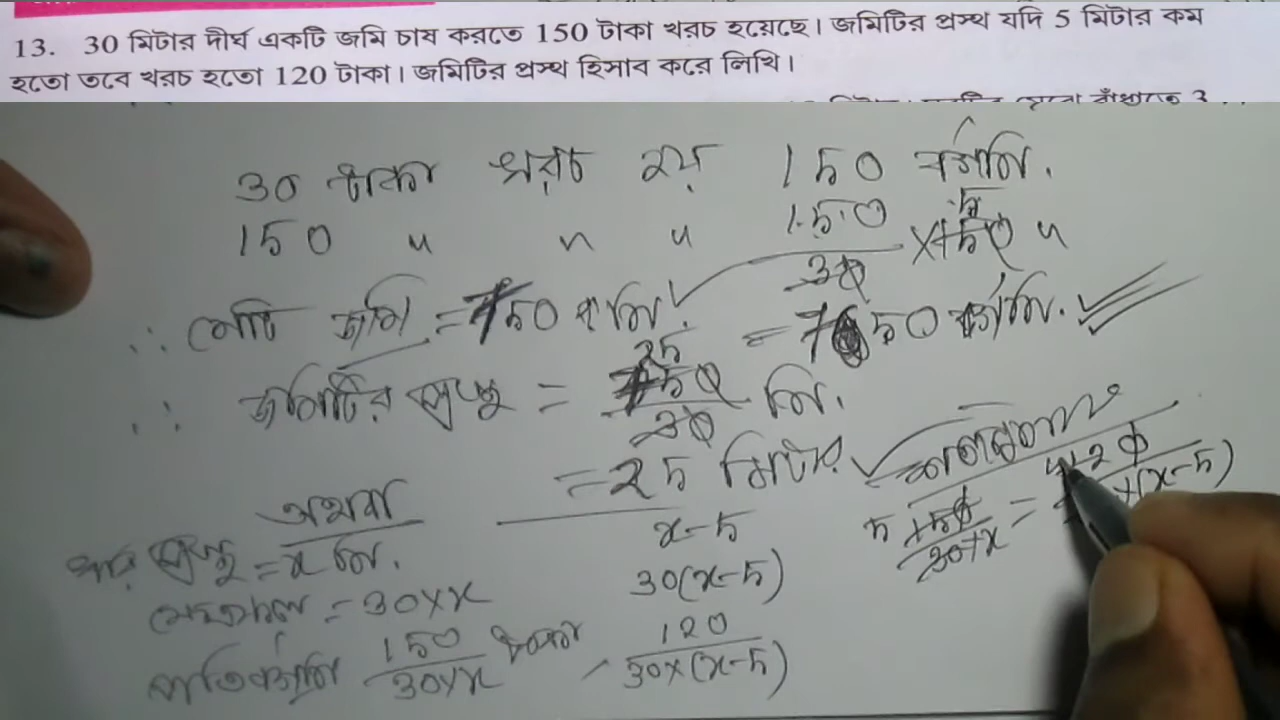 13. 30 মিটার দীর্ঘ একটি জমি চাষ করতে 150 টাকা খরচ হয়েছে। জমিটির প্রস্থ যদি 5 মিটার কম
হতো তবে খরচ হতো 120 টাকা। জমিটির প্রস্থ হিসাব করে লিখি।
30 টাকা খরচ হয় 150 বর্গমি.
150 " " " 150/30 × 150 "
∴ মোট জমি = 750 বর্গমি. = 750 বর্গমি.
∴ জমিটির প্রস্থ = 750/30 মি.
= 25 মিটার
অথবা
ধরি প্রস্থ = x মি. x-5
ক্ষেত্রফল = 30×x 30(x-5)
প্রতি বর্গমি 150/30×x টাকা, 120/30×(x-5)